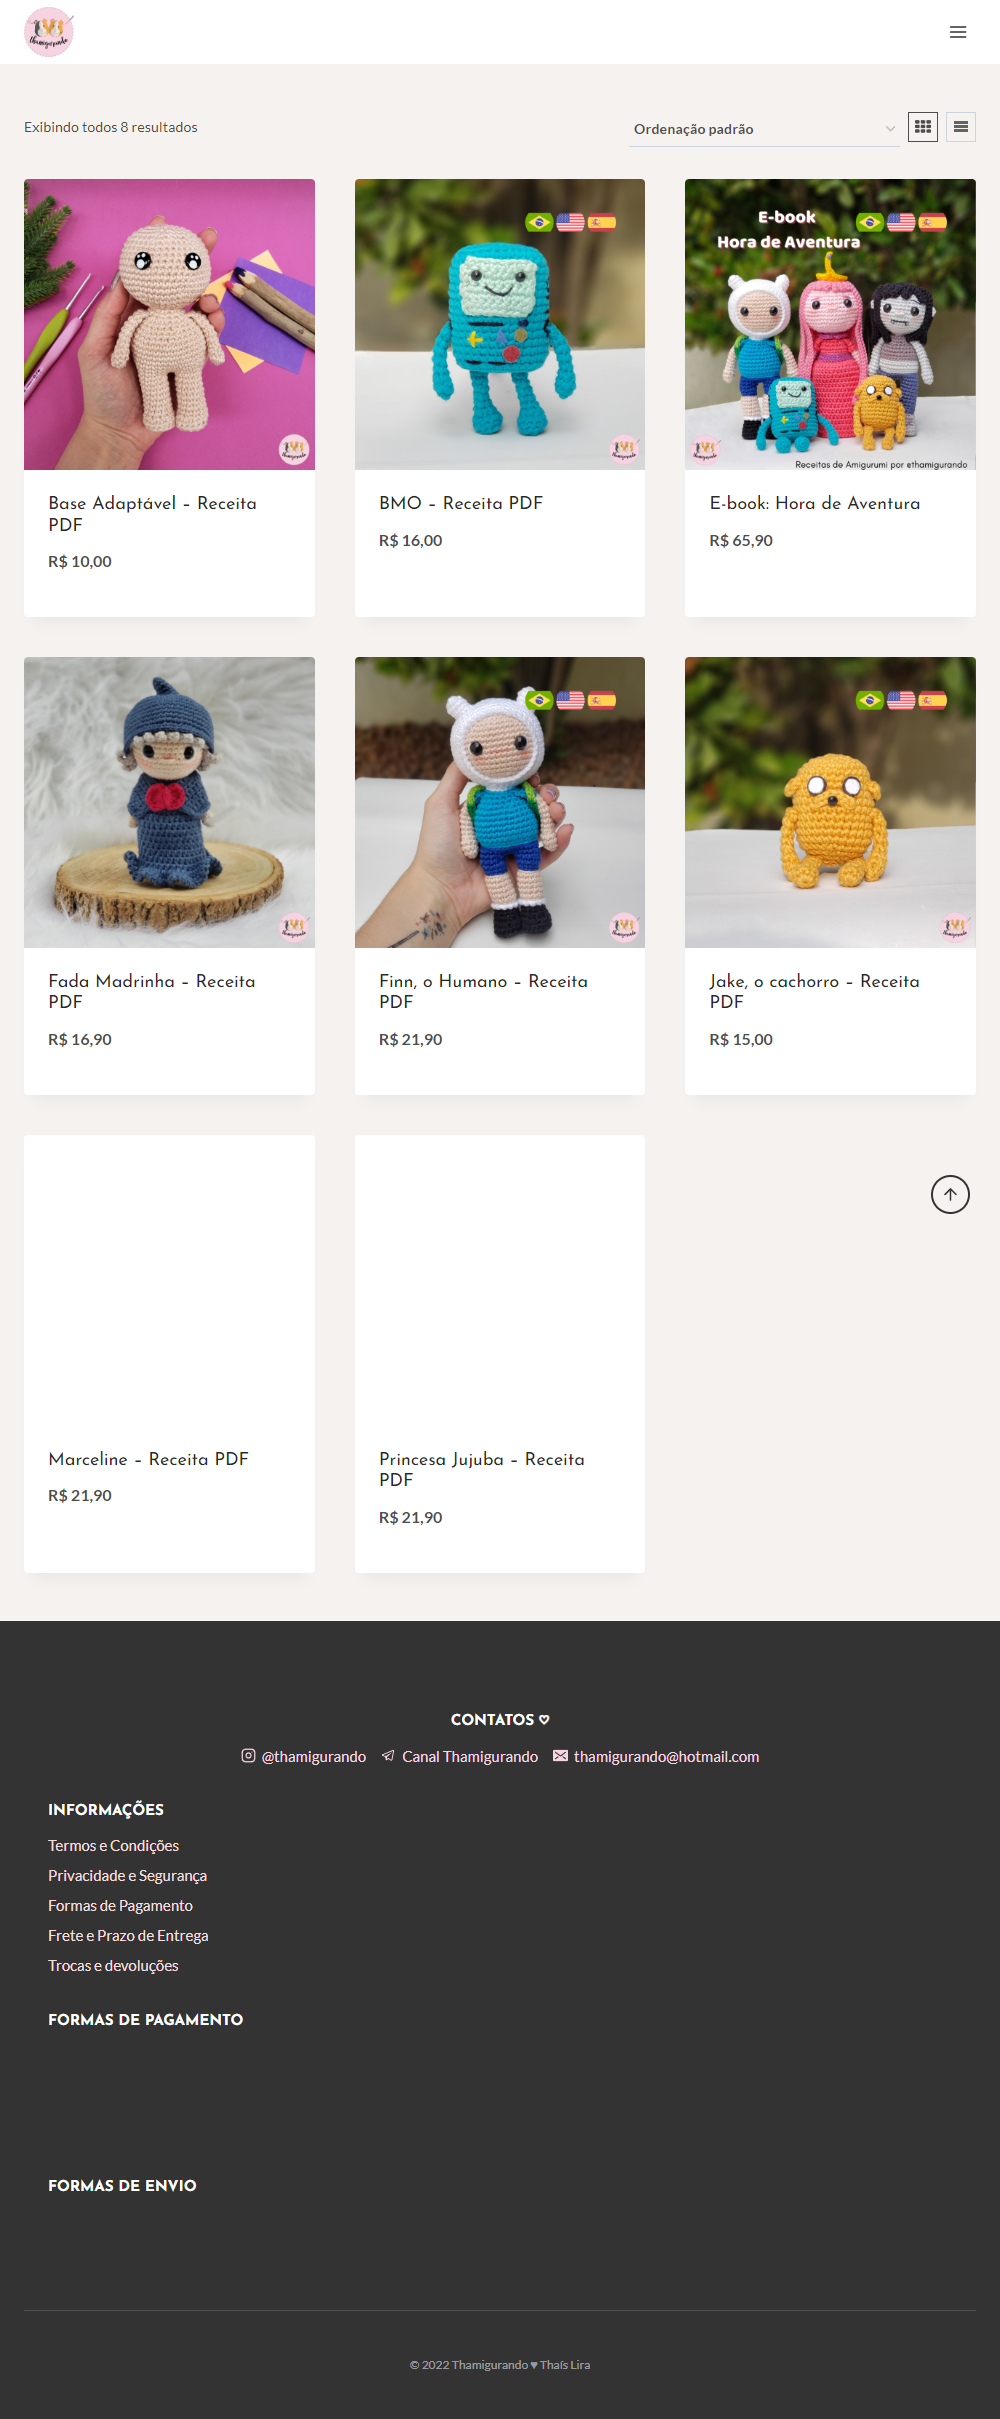 thamigurando
Exibindo todos 8 resultados
Ordenação padrão
E-book
Hora de Aventura
Receitas de Amigurumi por @thamigurando
Base Adaptável – Receita
PDF
R$ 10,00
BMO – Receita PDF
R$ 16,00
E-book: Hora de Aventura
R$ 65,90
Fada Madrinha – Receita
PDF
R$ 16,90
Finn, o Humano – Receita
PDF
R$ 21,90
Jake, o cachorro – Receita
PDF
R$ 15,00
Marceline – Receita PDF
R$ 21,90
Princesa Jujuba – Receita
PDF
R$ 21,90
CONTATOS ♡
@thamigurando Canal Thamigurando thamigurando@hotmail.com
INFORMAÇÕES
Termos e Condições
Privacidade e Segurança
Formas de Pagamento
Frete e Prazo de Entrega
Trocas e devoluções
FORMAS DE PAGAMENTO
FORMAS DE ENVIO
© 2022 Thamigurando ♥ Thaís Lira